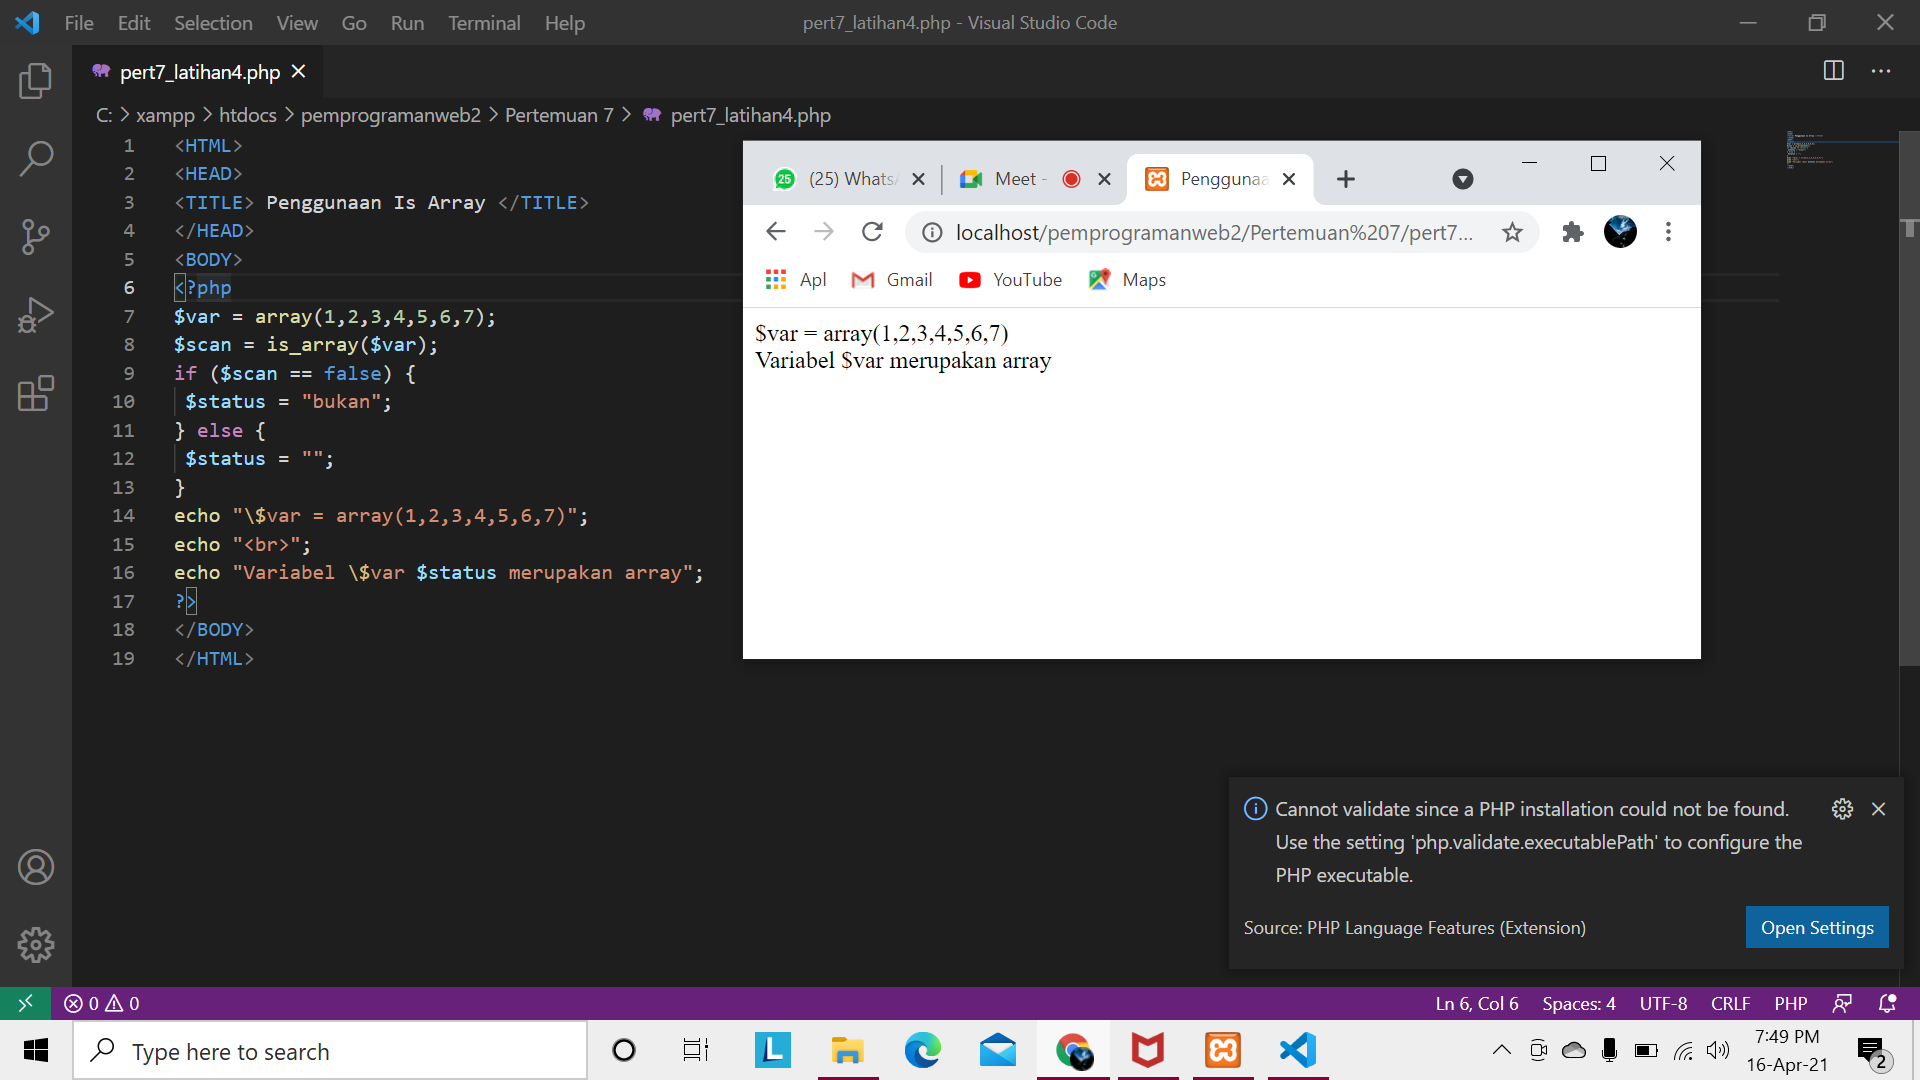 File Edit Selection View Go Run Terminal Help
pert7_latihan4.php - Visual Studio Code
pert7_latihan4.php
C: > xampp > htdocs > pemprogramanweb2 > Pertemuan 7 > pert7_latihan4.php
1 <HTML>
2 <HEAD>
3 <TITLE> Penggunaan Is Array </TITLE>
4 </HEAD>
5 <BODY>
6 <?php
7 $var = array(1,2,3,4,5,6,7);
8 $scan = is_array($var);
9 if ($scan == false) {
10 $status = "bukan";
11 } else {
12 $status = "";
13 }
14 echo "\$var = array(1,2,3,4,5,6,7)";
15 echo "<br>";
16 echo "Variabel \$var $status merupakan array";
17 ?>
18 </BODY>
19 </HTML>
25 (25) Whats
Meet -
Penggunaa
localhost/pemprogramanweb2/Pertemuan%207/pert7...
Apl Gmail YouTube Maps
$var = array(1,2,3,4,5,6,7)
Variabel $var merupakan array
Cannot validate since a PHP installation could not be found.
Use the setting 'php.validate.executablePath' to configure the
PHP executable.
Source: PHP Language Features (Extension)
Open Settings
0 0
Ln 6, Col 6 Spaces: 4 UTF-8 CRLF PHP
Type here to search
L
7:49 PM
16-Apr-21
2